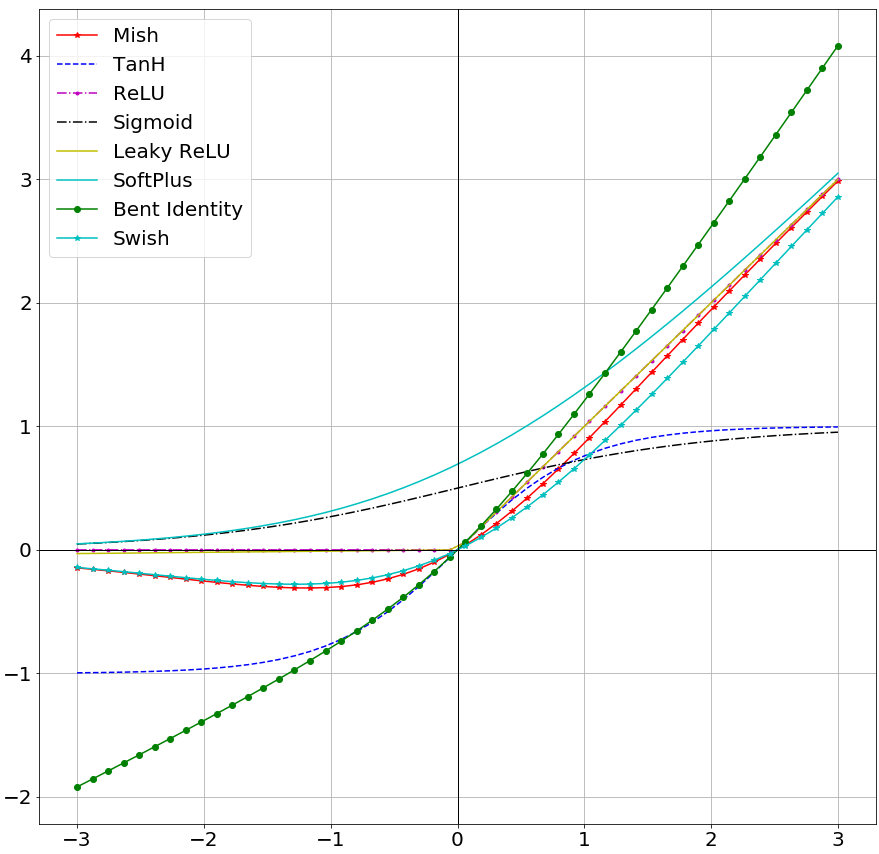 Mish
TanH
ReLU
Sigmoid
Leaky ReLU
SoftPlus
Bent Identity
Swish
4
3
2
1
0
−1
−2
−3 −2 −1 0 1 2 3